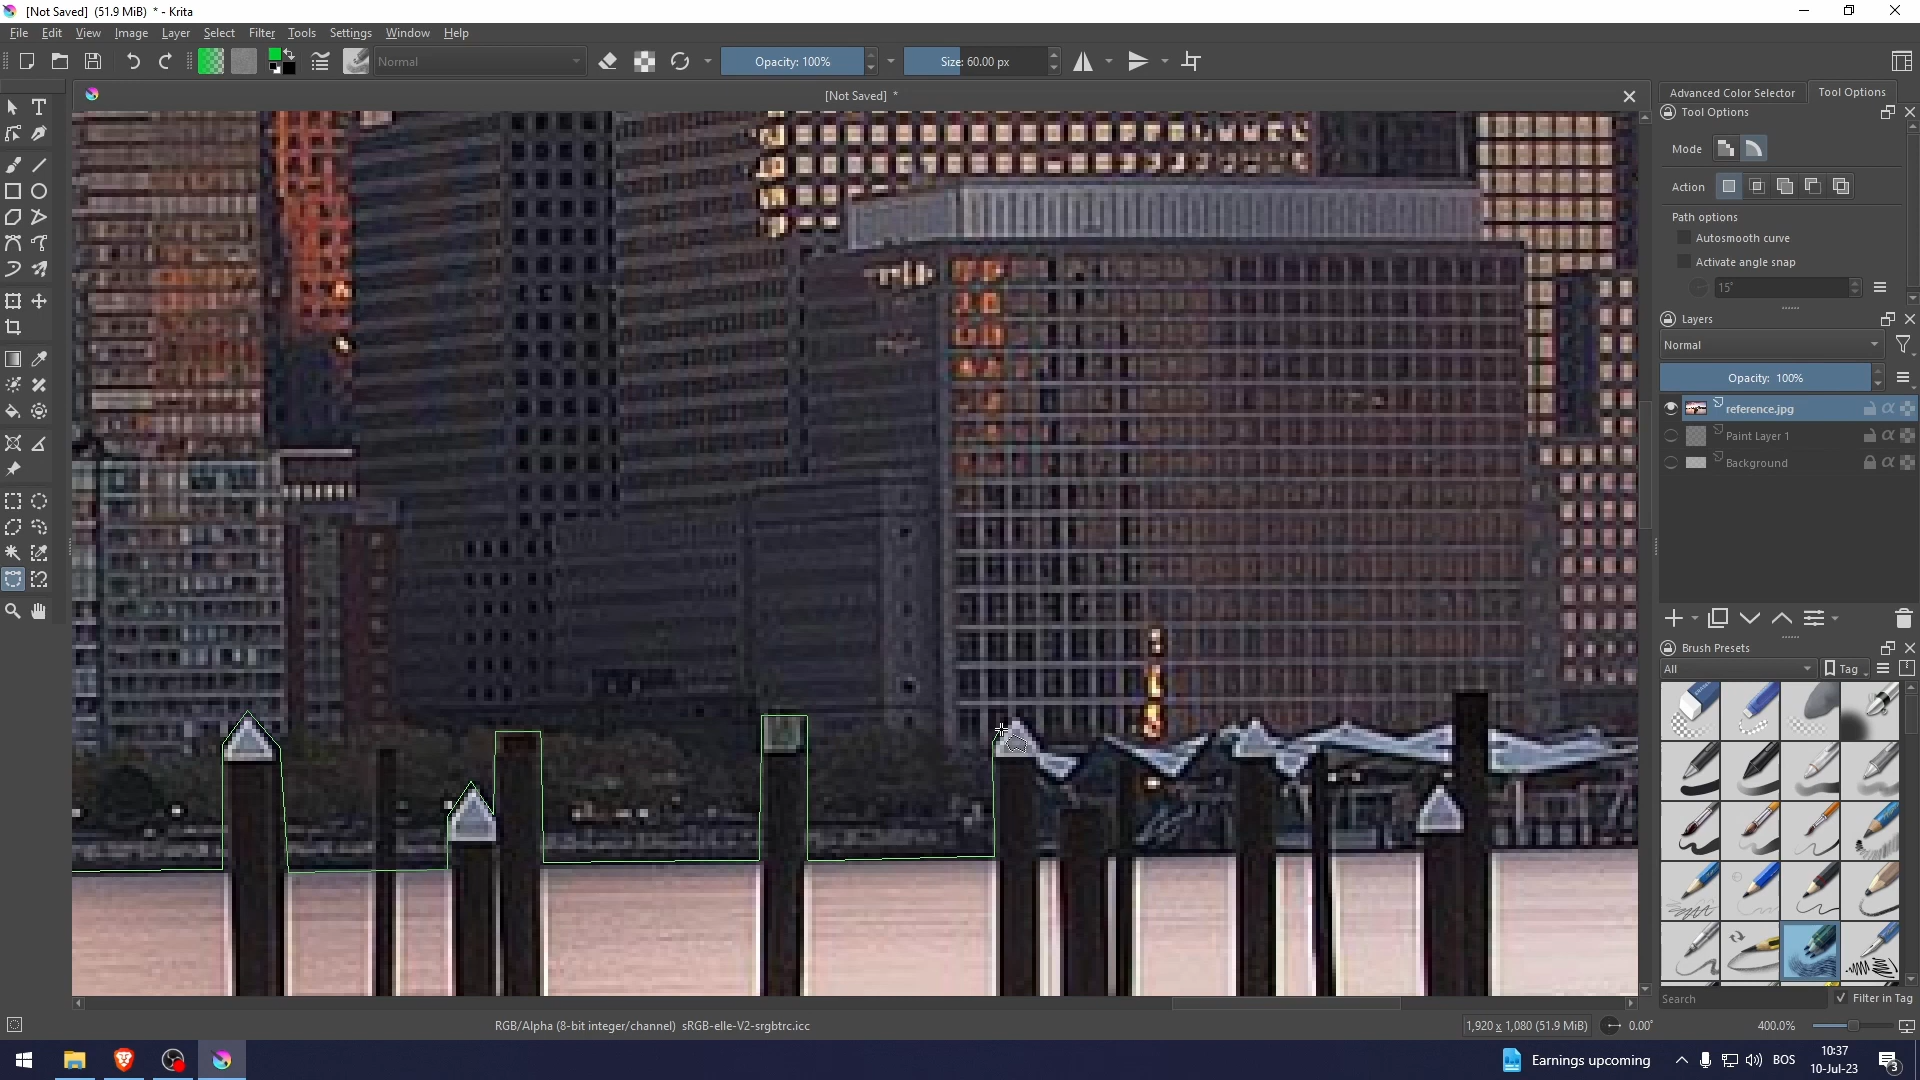 [Not Saved]  (51.9 MiB)  * - Krita
File Edit View Image Layer Select Filter Tools Settings Window Help
Normal
Opacity: 100%
Size: 60.00 px
[Not Saved]  *
Advanced Color Selector
Tool Options
Tool Options
Mode
Action
Path options
Autosmooth curve
Activate angle snap
15°
Layers
Normal
Opacity:  100%
reference.jpg
Paint Layer 1
Background
Brush Presets
All
Tag
Search
Filter in Tag
RGB/Alpha (8-bit integer/channel)  sRGB-elle-V2-srgbtrc.icc
1,920 x 1,080 (51.9 MiB)
0.00°
400.0%
Earnings upcoming
BOS
10:37
10-Jul-23
3